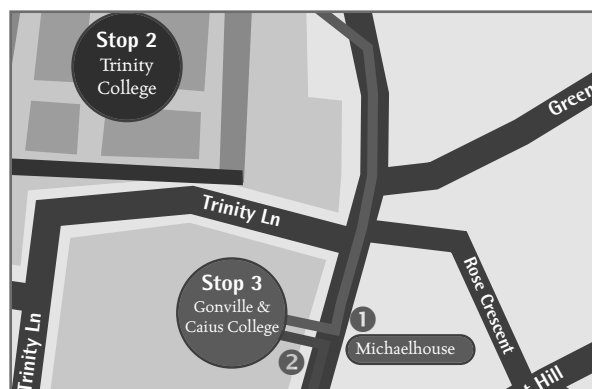 Stop 2
Trinity
College
Green
Trinity Ln
Stop 3
Gonville &
Caius College
1
2
Michaelhouse
Rose Crescent
Trinity Ln
t Hill